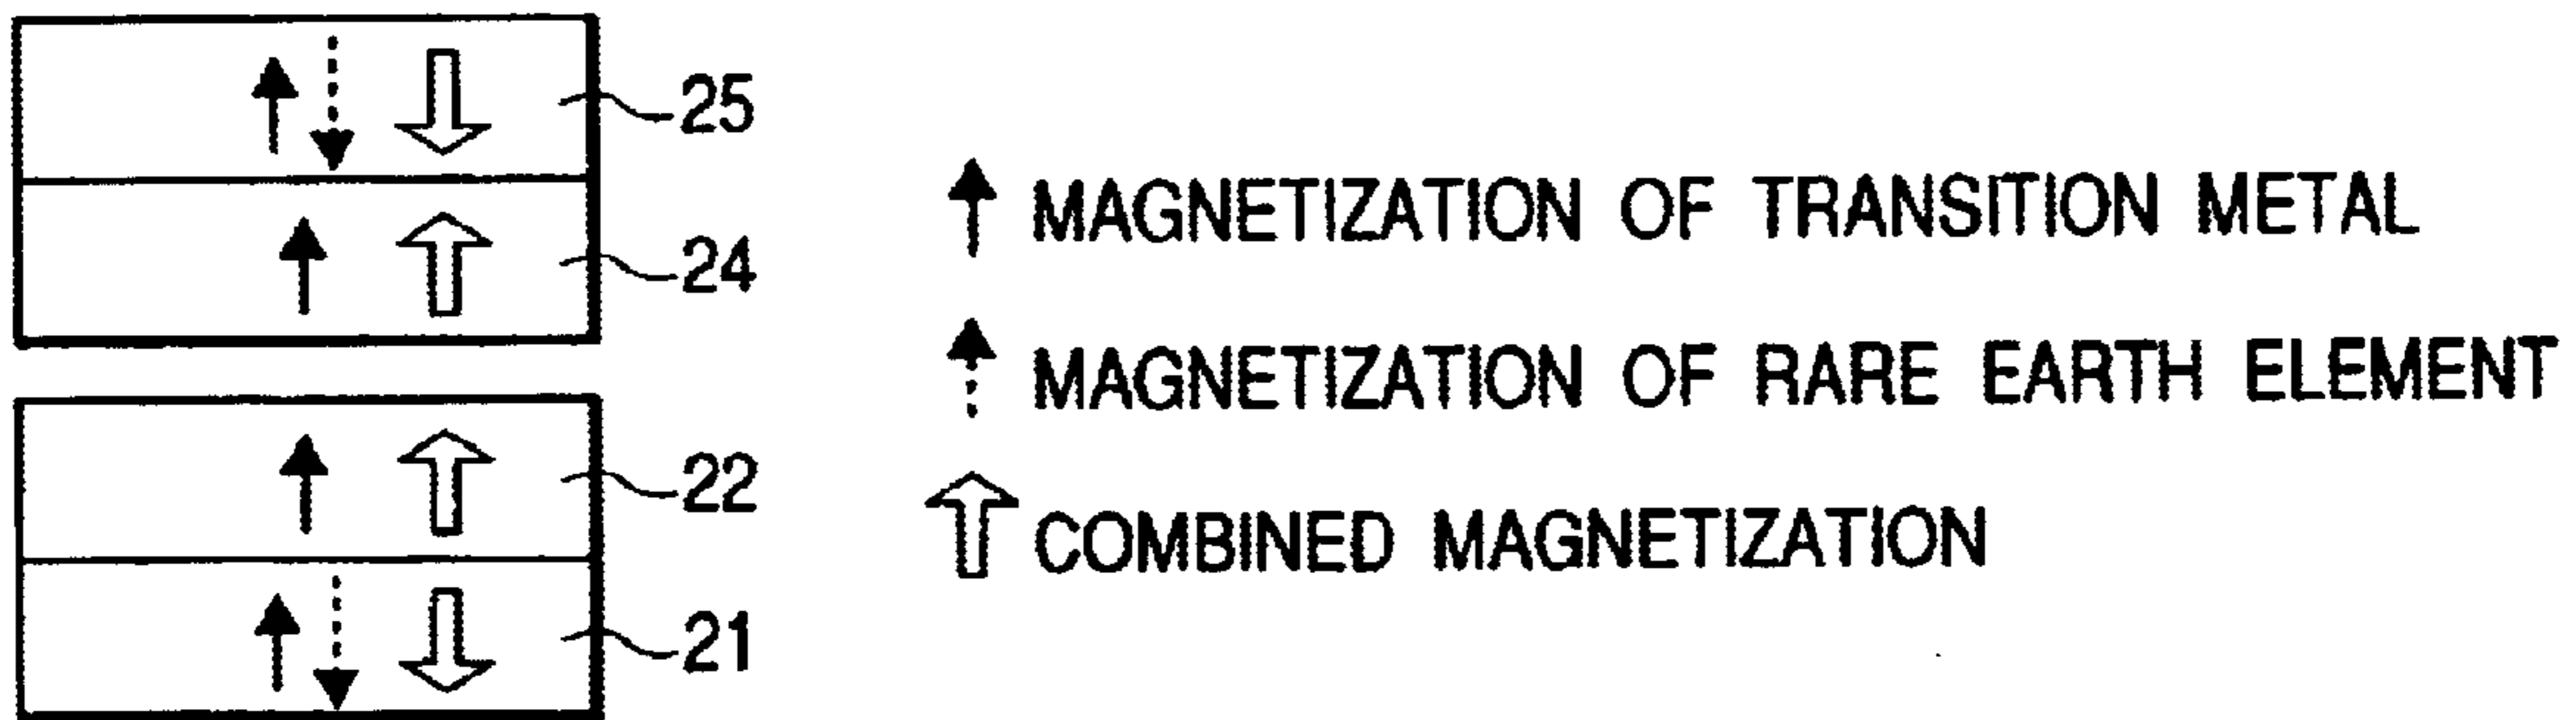 25
24
22
21
MAGNETIZATION OF TRANSITION METAL
MAGNETIZATION OF RARE EARTH ELEMENT
COMBINED MAGNETIZATION